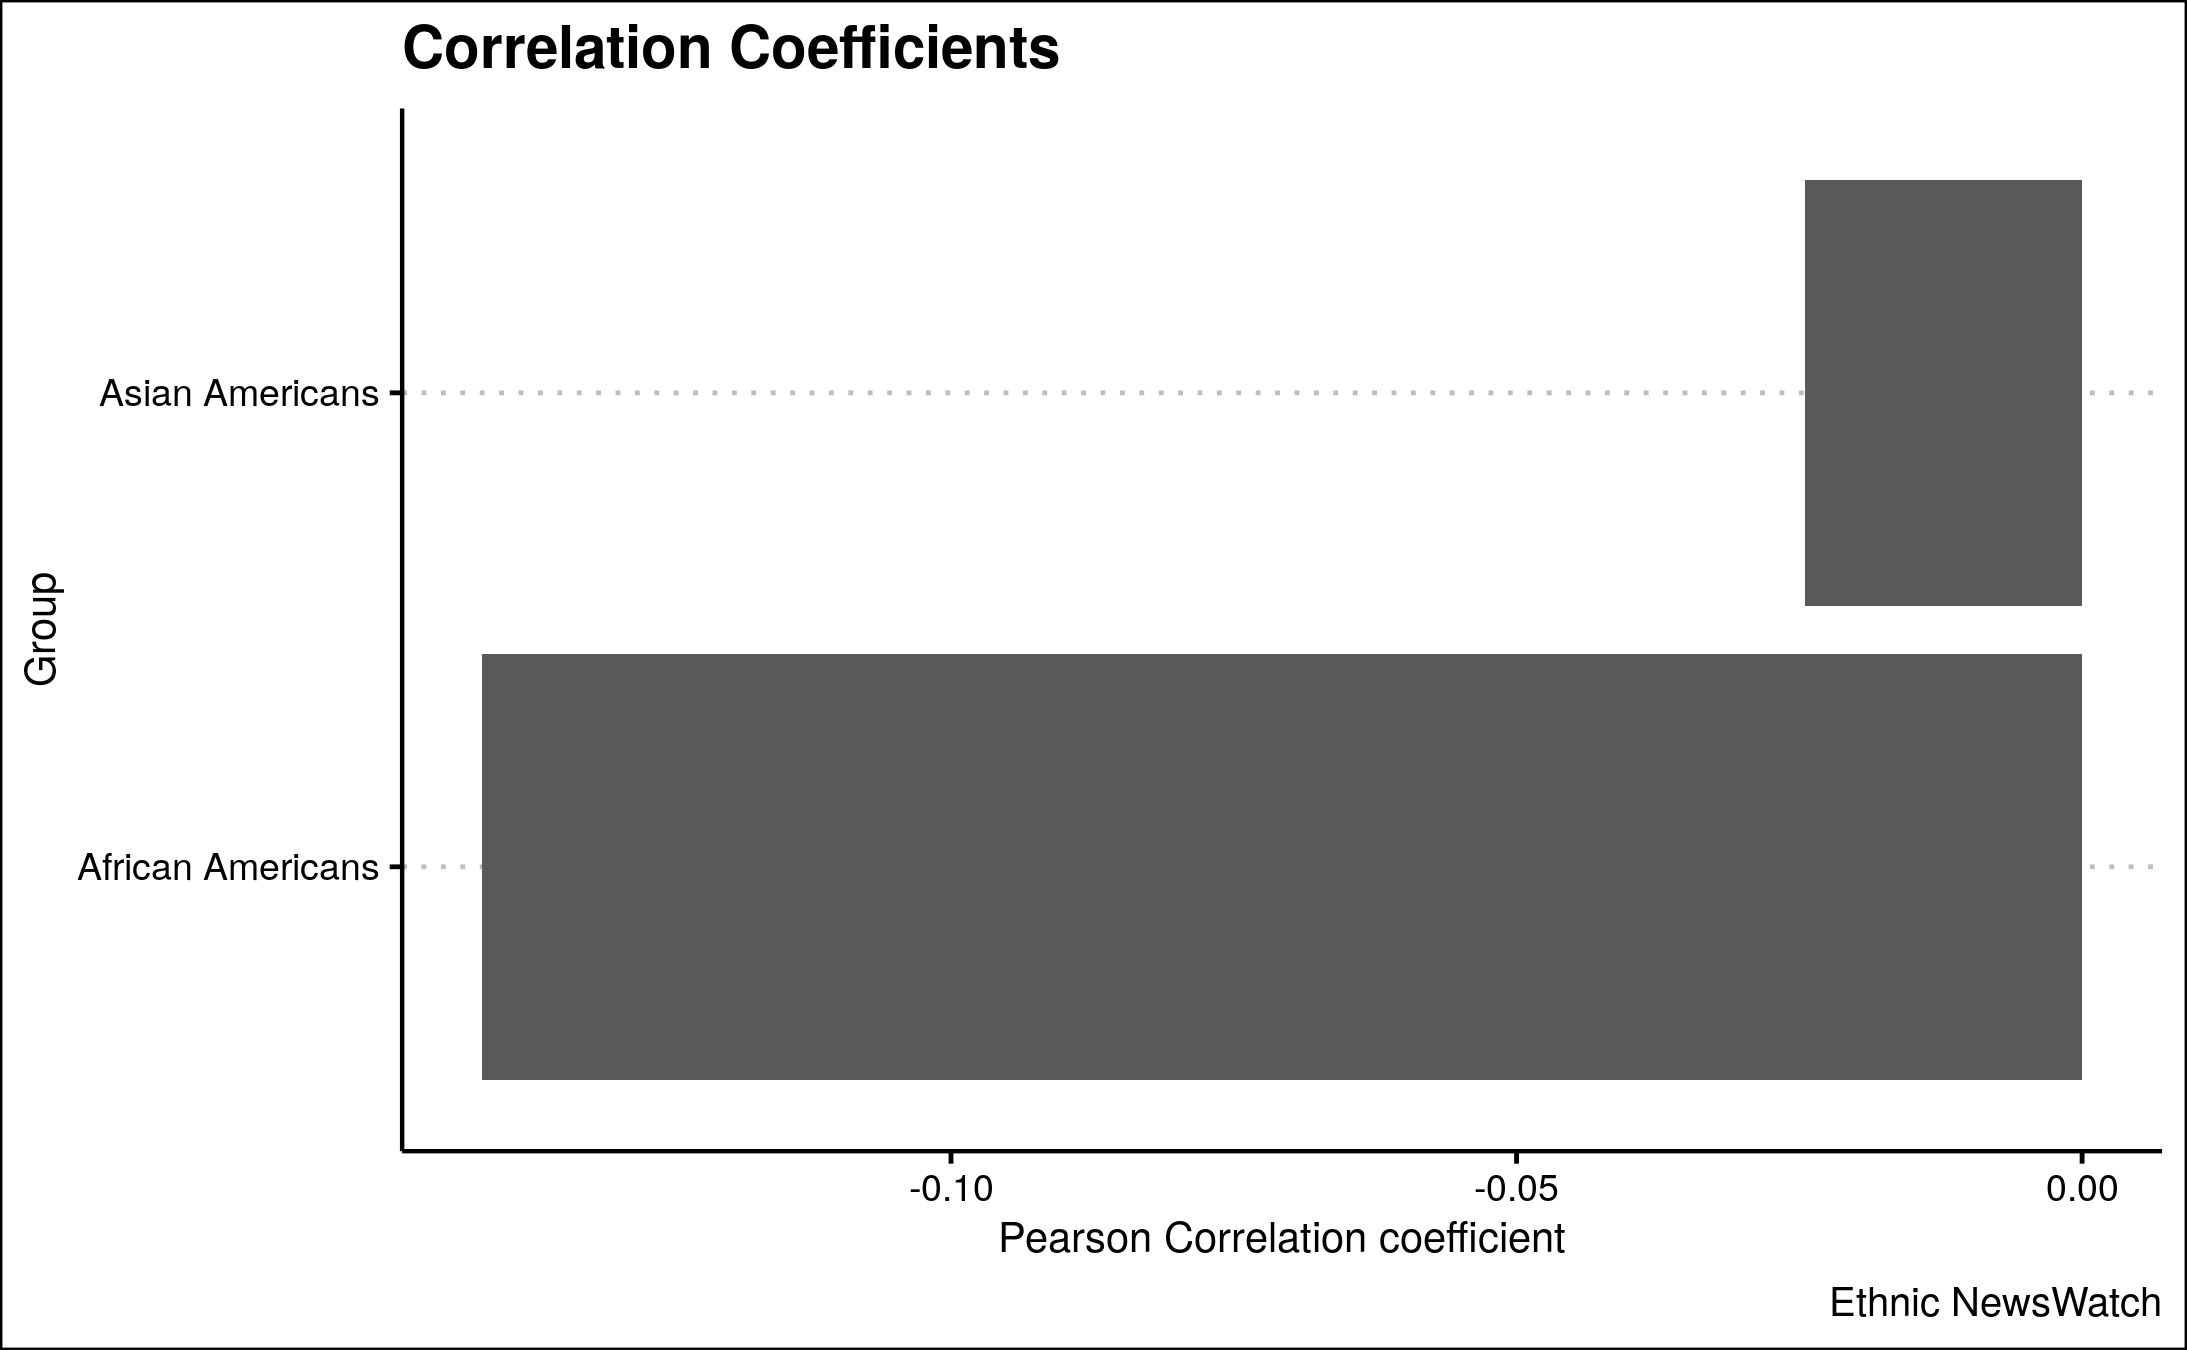 Correlation Coefficients
Group
Asian Americans
African Americans
-0.10 -0.05 0.00
Pearson Correlation coefficient
Ethnic NewsWatch